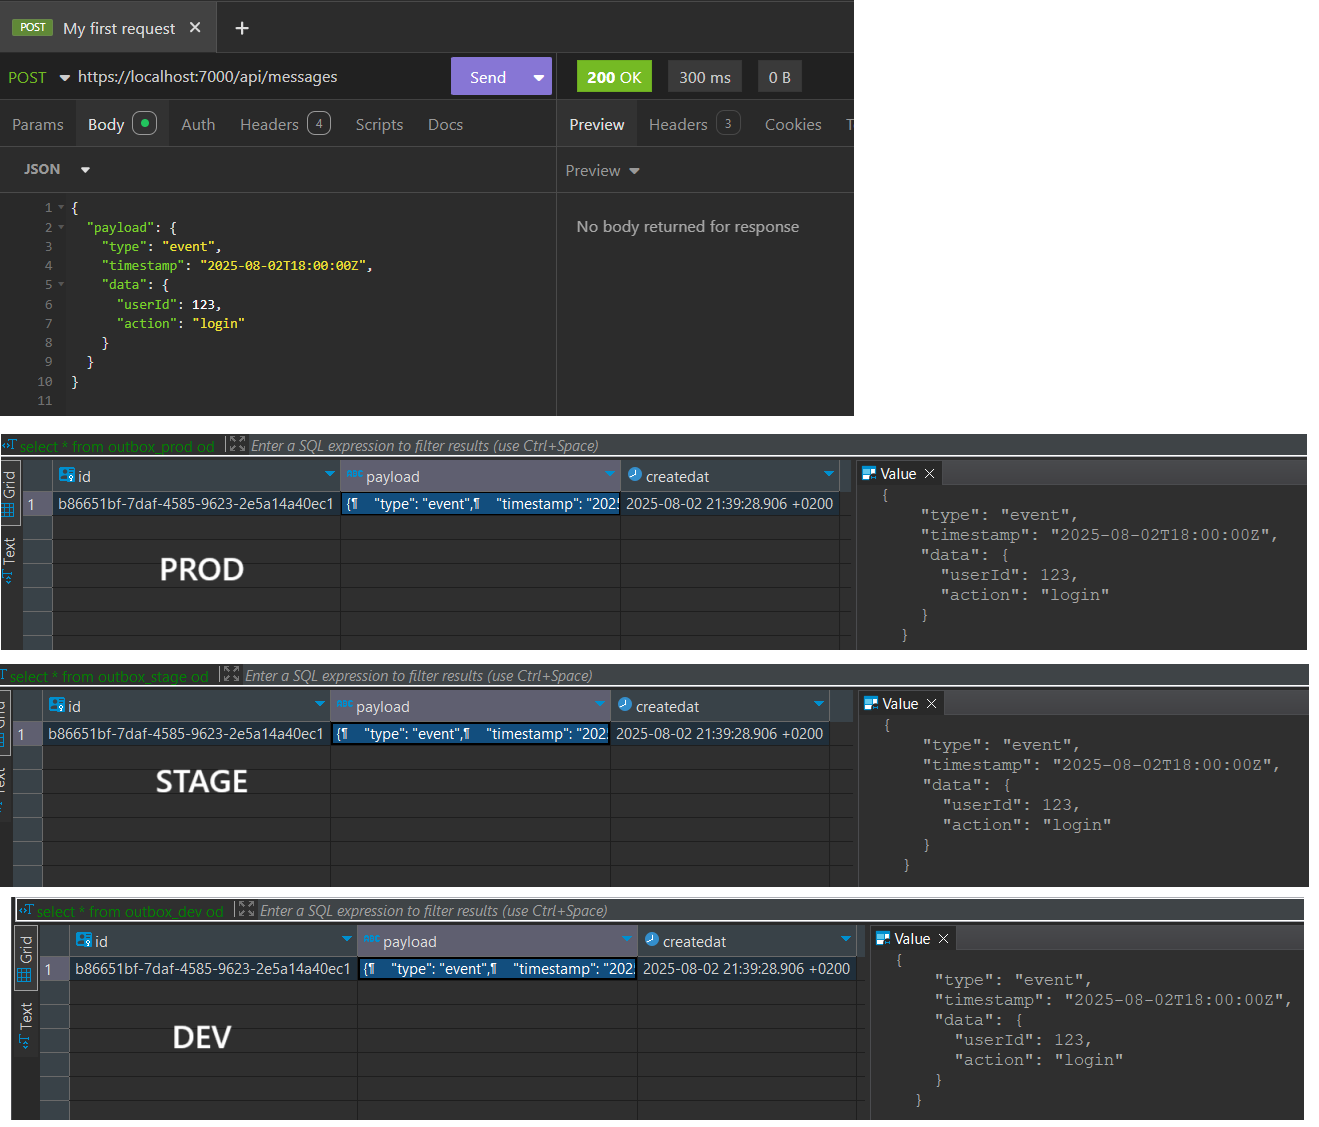 POST My first request ✕ +
POST https://localhost:7000/api/messages Send
200 OK 300 ms 0 B
Params Body Auth Headers 4 Scripts Docs
Preview Headers 3 Cookies T
JSON
Preview
1 {
2 "payload": {
3 "type": "event",
4 "timestamp": "2025-08-02T18:00:00Z",
5 "data": {
6 "userId": 123,
7 "action": "login"
8 }
9 }
10 }
11
No body returned for response
select * from outbox_prod od Enter a SQL expression to filter results (use Ctrl+Space)
Grid
Text
id payload createdat
1 b86651bf-7daf-4585-9623-2e5a14a40ec1 {¶ "type": "event",¶ "timestamp": "202 2025-08-02 21:39:28.906 +0200
PROD
Value ✕
{
"type": "event",
"timestamp": "2025-08-02T18:00:00Z",
"data": {
"userId": 123,
"action": "login"
}
}
select * from outbox_stage od Enter a SQL expression to filter results (use Ctrl+Space)
id payload createdat
1 b86651bf-7daf-4585-9623-2e5a14a40ec1 {¶ "type": "event",¶ "timestamp": "202 2025-08-02 21:39:28.906 +0200
STAGE
Value ✕
{
"type": "event",
"timestamp": "2025-08-02T18:00:00Z",
"data": {
"userId": 123,
"action": "login"
}
}
select * from outbox_dev od Enter a SQL expression to filter results (use Ctrl+Space)
Grid
Text
id payload createdat
1 b86651bf-7daf-4585-9623-2e5a14a40ec1 {¶ "type": "event",¶ "timestamp": "202 2025-08-02 21:39:28.906 +0200
DEV
Value ✕
{
"type": "event",
"timestamp": "2025-08-02T18:00:00Z",
"data": {
"userId": 123,
"action": "login"
}
}